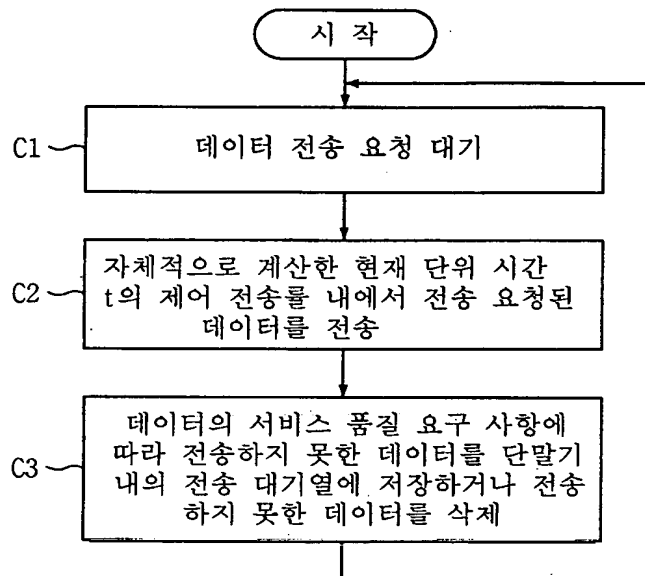 시 작
C1
데이터 전송 요청 대기
C2
자체적으로 계산한 현재 단위 시간
t의 제어 전송률 내에서 전송 요청된
데이터를 전송
C3
데이터의 서비스 품질 요구 사항에
따라 전송하지 못한 데이터를 단말기
내의 전송 대기열에 저장하거나 전송
하지 못한 데이터를 삭제